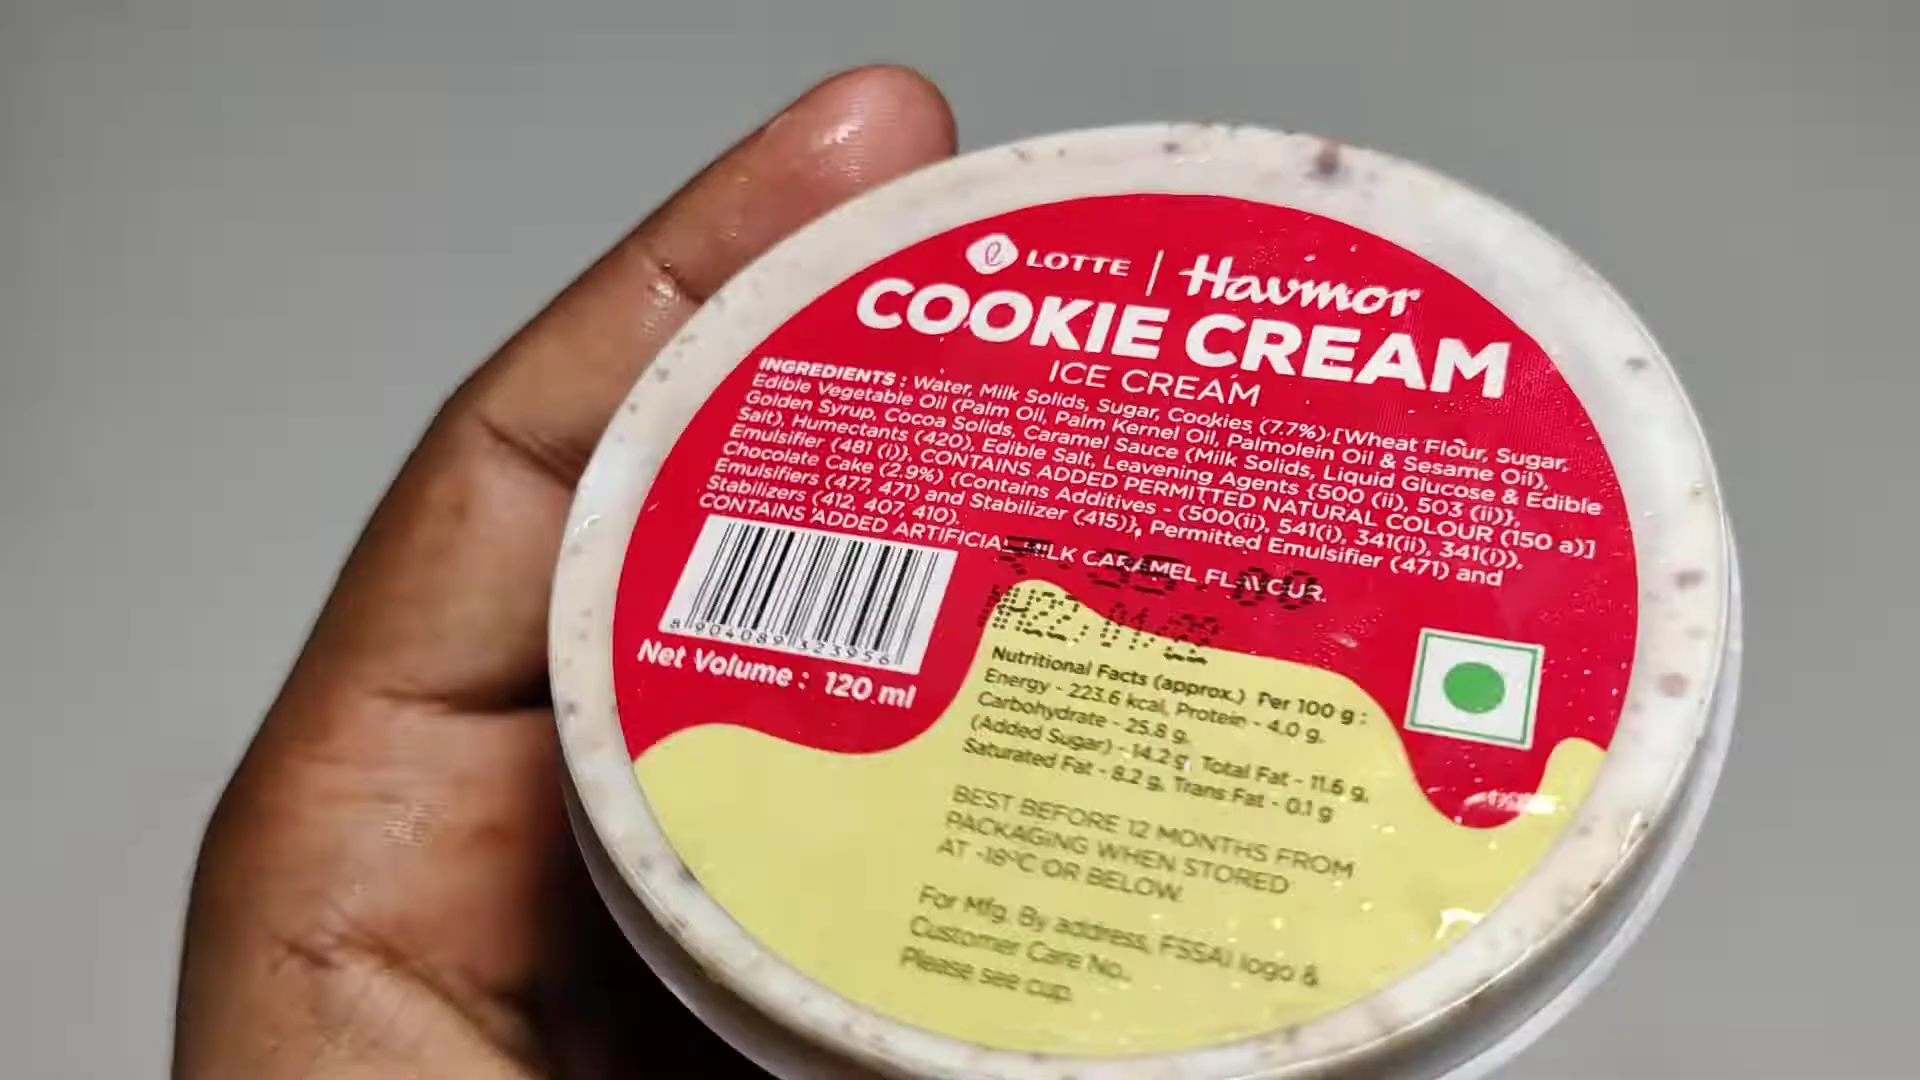 LOTTE | Havmor
COOKIE CREAM
ICE CREAM
INGREDIENTS : Water, Milk Solids, Sugar, Cookies (7.7%) [Wheat Flour, Sugar,
Edible Vegetable Oil (Palm Oil, Palm Kernel Oil, Palmolein Oil & Sesame Oil),
Golden Syrup, Cocoa Solids, Caramel Sauce (Milk Solids, Liquid Glucose & Edible
Salt), Humectants (420), Edible Salt, Leavening Agents {500 (ii), 503 (ii)},
Emulsifier (481 (i)}, CONTAINS ADDED PERMITTED NATURAL COLOUR (150 a)]
Chocolate Cake (2.9%) {Contains Additives - (500(ii), 541(i), 341(ii), 341(i)),
Emulsifiers (477, 471) and Stabilizer (415)}, Permitted Emulsifier (471) and
Stabilizers (412, 407, 410).
CONTAINS ADDED ARTIFICIAL MILK CARAMEL FLAVOUR.
8 904089 323956
Net Volume : 120 ml
Nutritional Facts (approx.) Per 100 g :
Energy - 223.6 kcal, Protein - 4.0 g.
Carbohydrate - 25.8 g.
(Added Sugar) - 14.2 g, Total Fat - 11.6 g,
Saturated Fat - 8.2 g, Trans Fat - 0.1 g
BEST BEFORE 12 MONTHS FROM
PACKAGING WHEN STORED
AT -18°C OR BELOW.
For Mfg. By address, FSSAI logo &
Customer Care No.,
Please see cup.